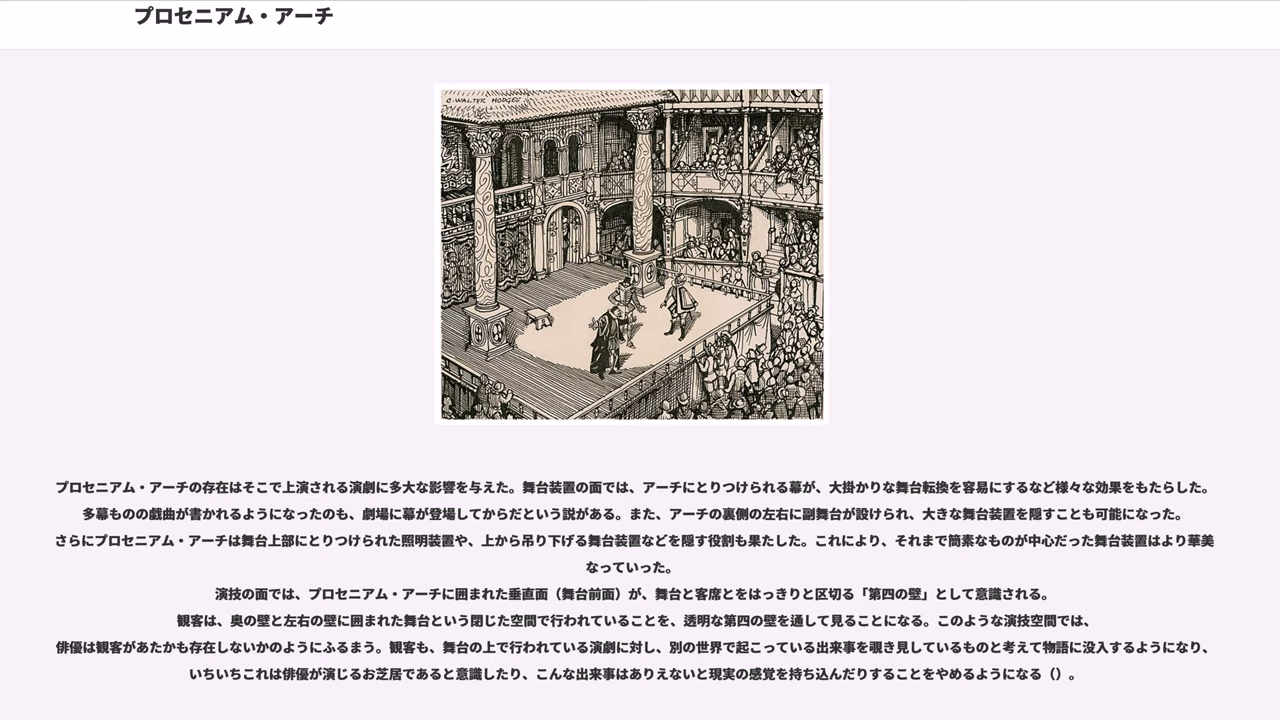 プロセニアム・アーチ
C. WALTER HODGES
プロセニアム・アーチの存在はそこで上演される演劇に多大な影響を与えた。舞台装置の面では、アーチにとりつけられる幕が、大掛かりな舞台転換を容易にするなど様々な効果をもたらした。
多幕ものの戯曲が書かれるようになったのも、劇場に幕が登場してからだという説がある。また、アーチの裏側の左右に副舞台が設けられ、大きな舞台装置を隠すことも可能になった。
さらにプロセニアム・アーチは舞台上部にとりつけられた照明装置や、上から吊り下げる舞台装置などを隠す役割も果たした。これにより、それまで簡素なものが中心だった舞台装置はより華美
なっていった。
演技の面では、プロセニアム・アーチに囲まれた垂直面（舞台前面）が、舞台と客席とをはっきりと区切る「第四の壁」として意識される。
観客は、奥の壁と左右の壁に囲まれた舞台という閉じた空間で行われていることを、透明な第四の壁を通して見ることになる。このような演技空間では、
俳優は観客があたかも存在しないかのようにふるまう。観客も、舞台の上で行われている演劇に対し、別の世界で起こっている出来事を覗き見しているものと考えて物語に没入するようになり、
いちいちこれは俳優が演じるお芝居であると意識したり、こんな出来事はありえないと現実の感覚を持ち込んだりすることをやめるようになる（）。